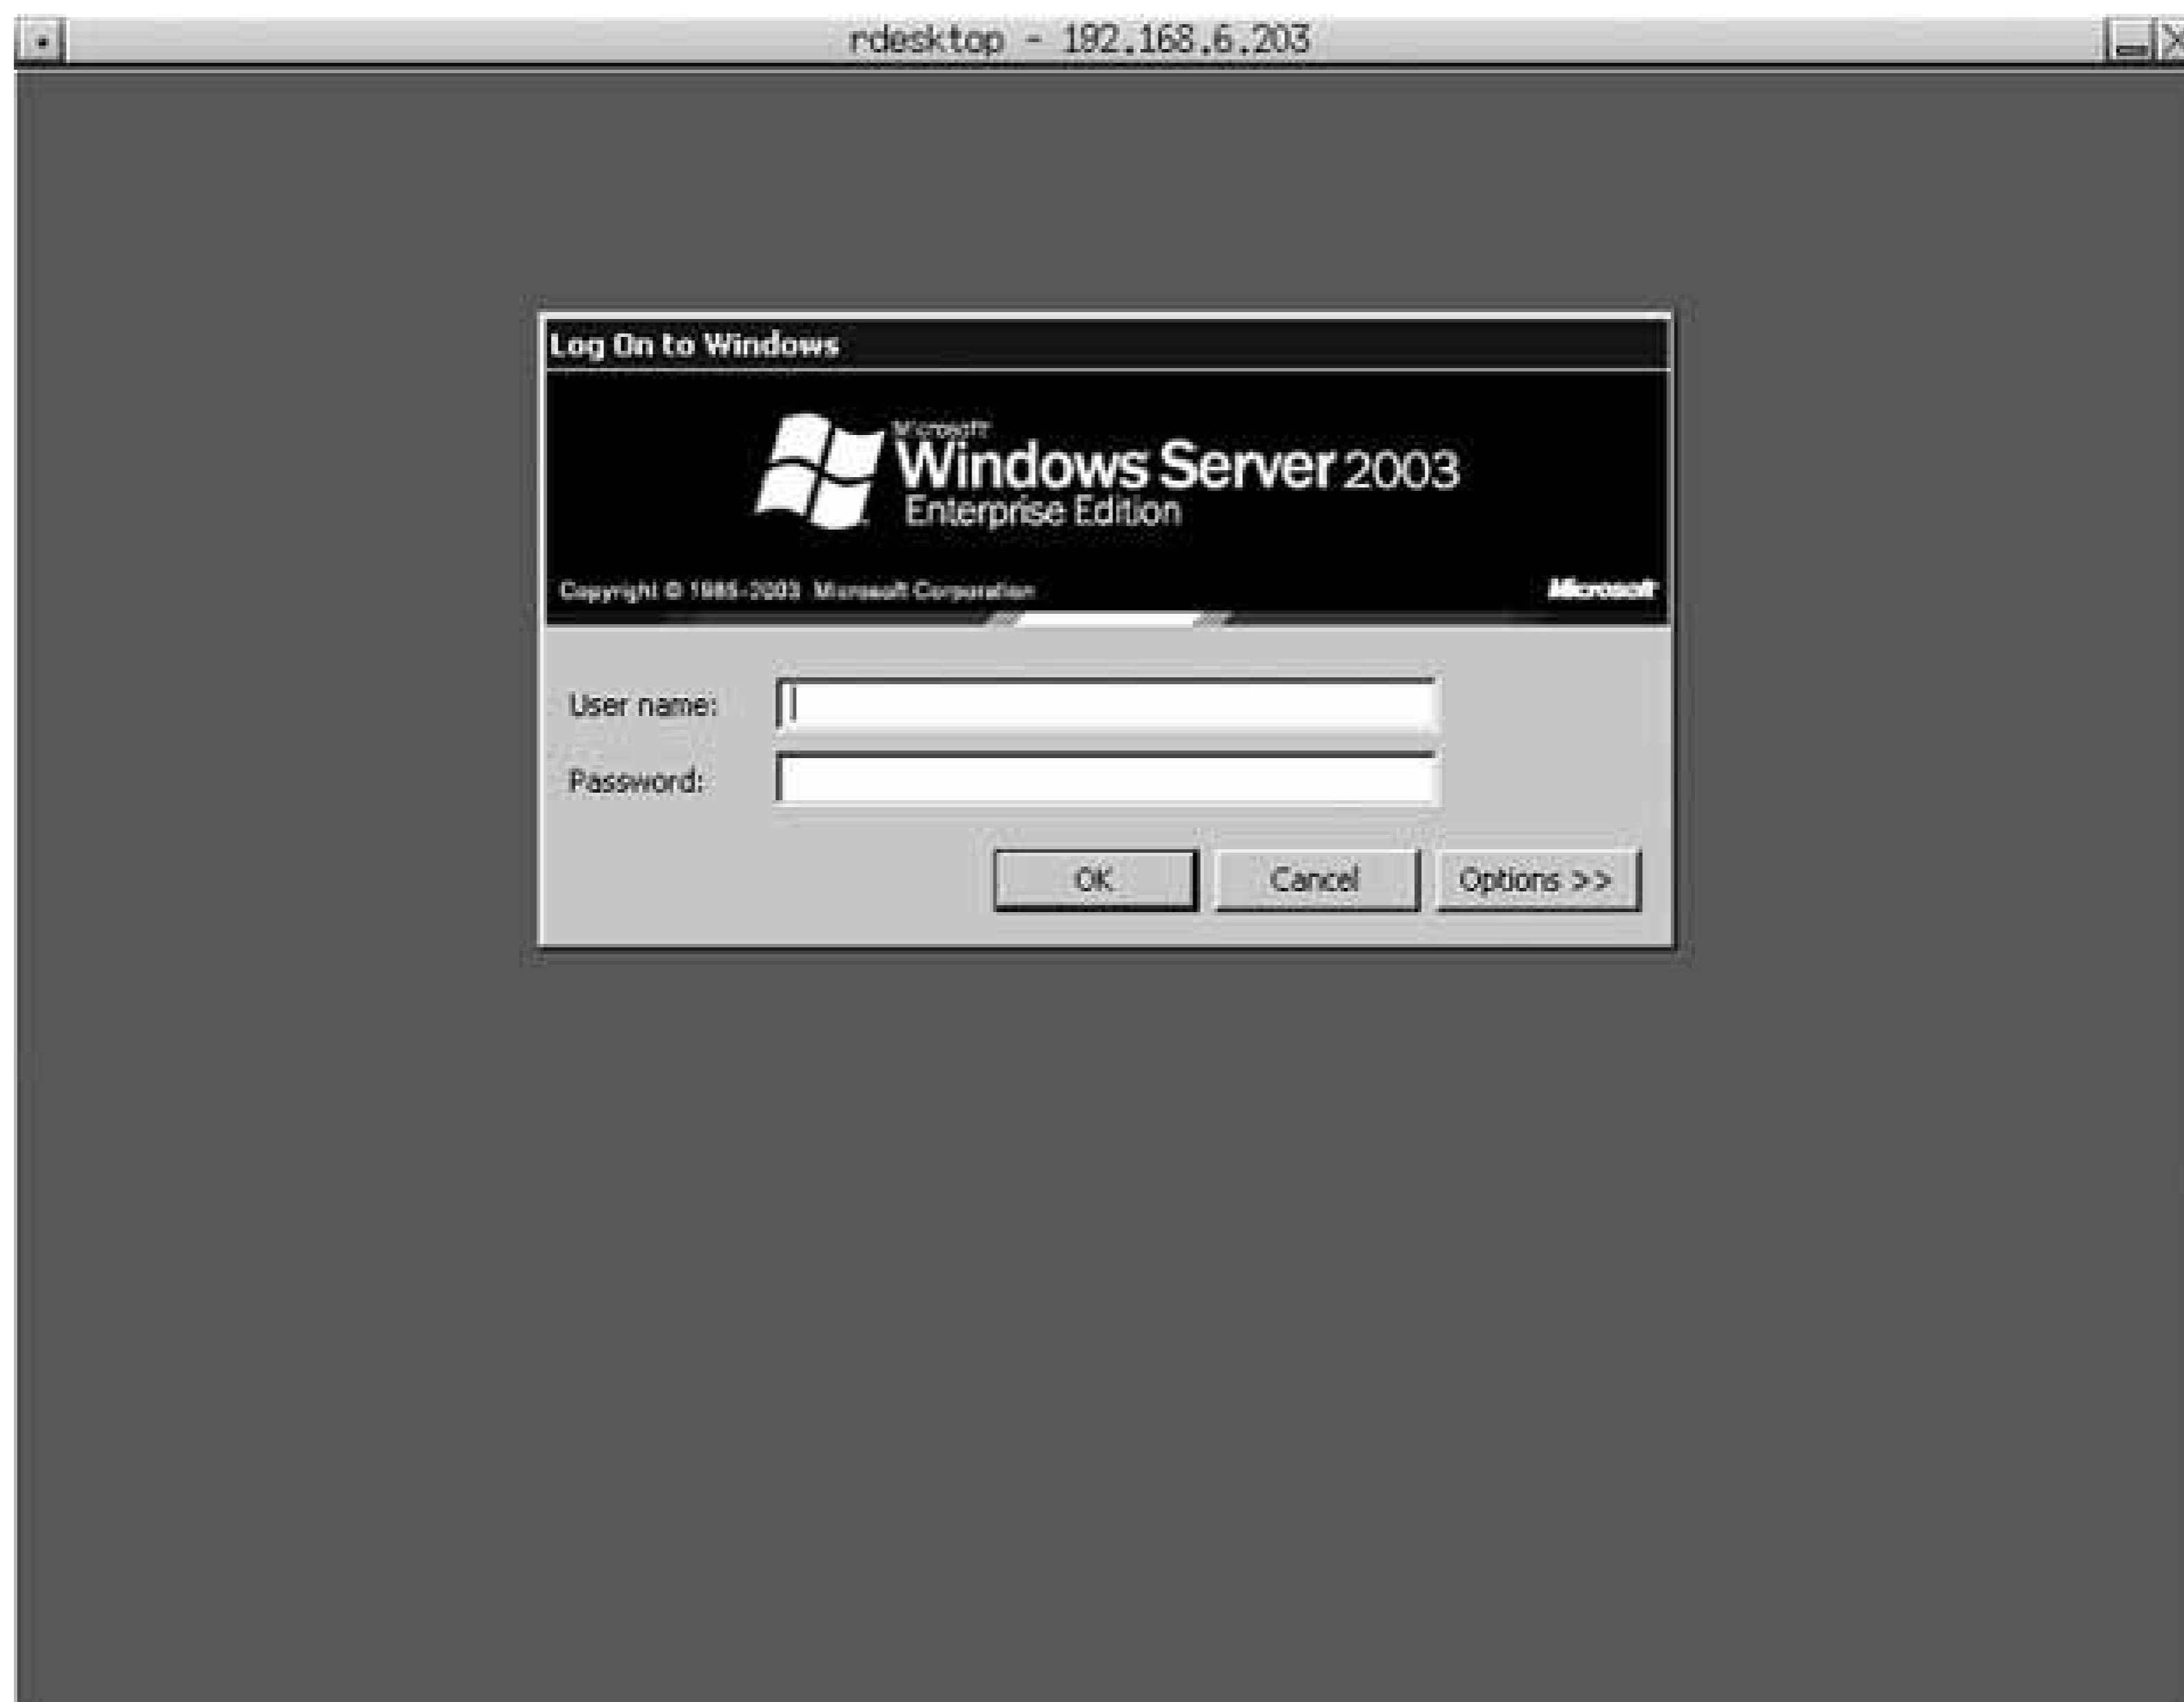 rdesktop - 192.168.6.203
Log On to Windows
Microsoft
Windows Server 2003
Enterprise Edition
Copyright © 1985-2003 Microsoft Corporation
Microsoft
User name:
Password:
OK
Cancel
Options >>